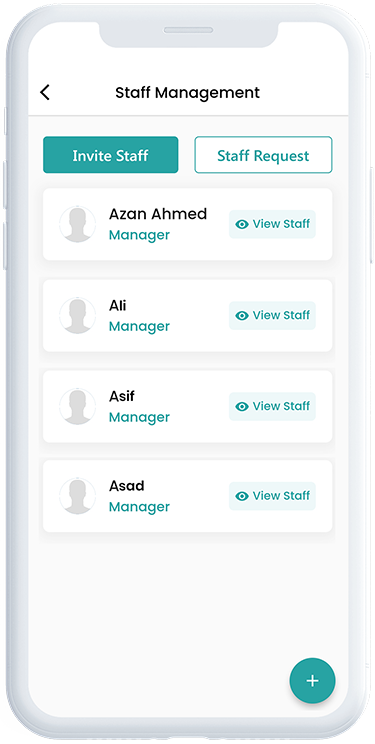 Staff Management
Invite Staff
Staff Request
Azan Ahmed
Manager
View Staff
Ali
Manager
View Staff
Asif
Manager
View Staff
Asad
Manager
View Staff
+